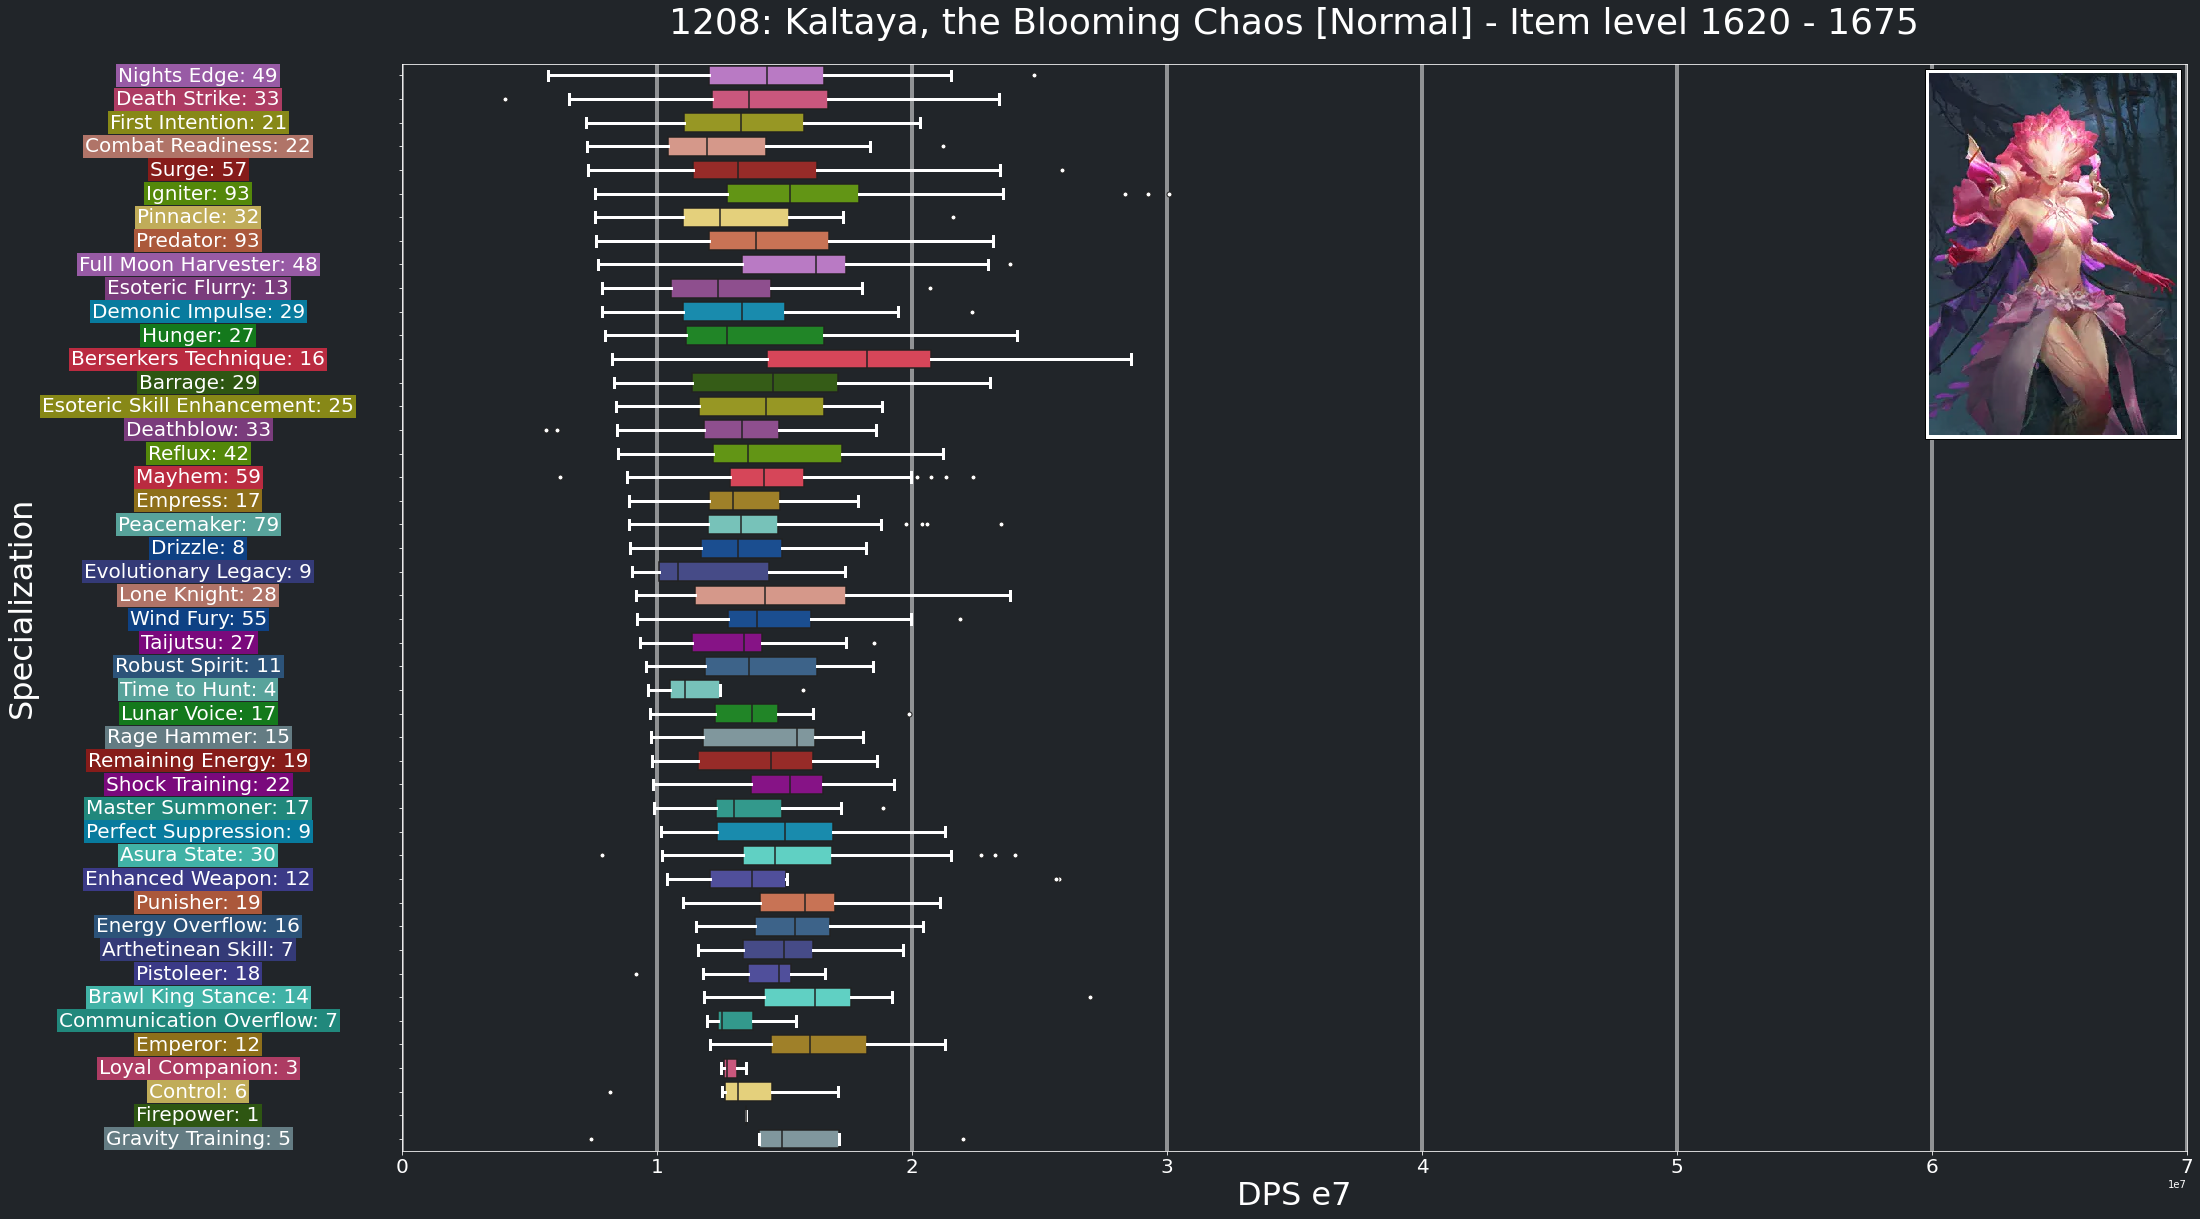 1208: Kaltaya, the Blooming Chaos [Normal] - Item level 1620 - 1675
Specialization
Nights Edge: 49
Death Strike: 33
First Intention: 21
Combat Readiness: 22
Surge: 57
Igniter: 93
Pinnacle: 32
Predator: 93
Full Moon Harvester: 48
Esoteric Flurry: 13
Demonic Impulse: 29
Hunger: 27
Berserkers Technique: 16
Barrage: 29
Esoteric Skill Enhancement: 25
Deathblow: 33
Reflux: 42
Mayhem: 59
Empress: 17
Peacemaker: 79
Drizzle: 8
Evolutionary Legacy: 9
Lone Knight: 28
Wind Fury: 55
Taijutsu: 27
Robust Spirit: 11
Time to Hunt: 4
Lunar Voice: 17
Rage Hammer: 15
Remaining Energy: 19
Shock Training: 22
Master Summoner: 17
Perfect Suppression: 9
Asura State: 30
Enhanced Weapon: 12
Punisher: 19
Energy Overflow: 16
Arthetinean Skill: 7
Pistoleer: 18
Brawl King Stance: 14
Communication Overflow: 7
Emperor: 12
Loyal Companion: 3
Control: 6
Firepower: 1
Gravity Training: 5
0 1 2 3 4 5 6 7
1e7
DPS e7